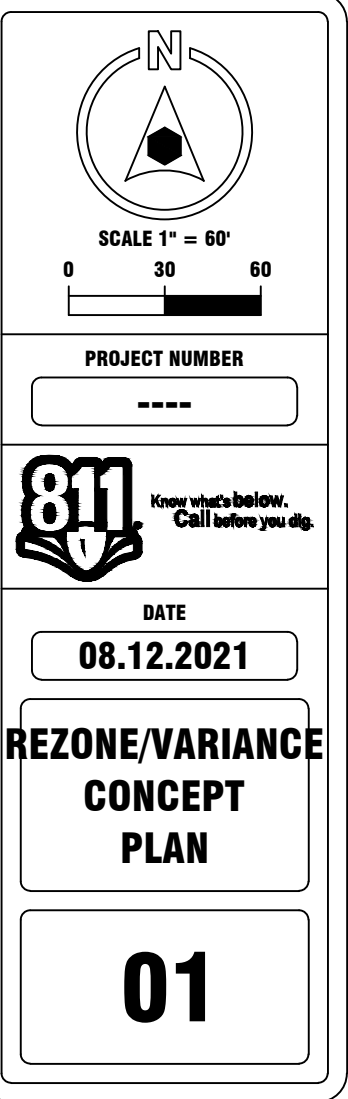 N
SCALE 1" = 60'
0 30 60
PROJECT NUMBER
----
811
Know what's below.
Call before you dig.
DATE
08.12.2021
REZONE/VARIANCE
CONCEPT
PLAN
01